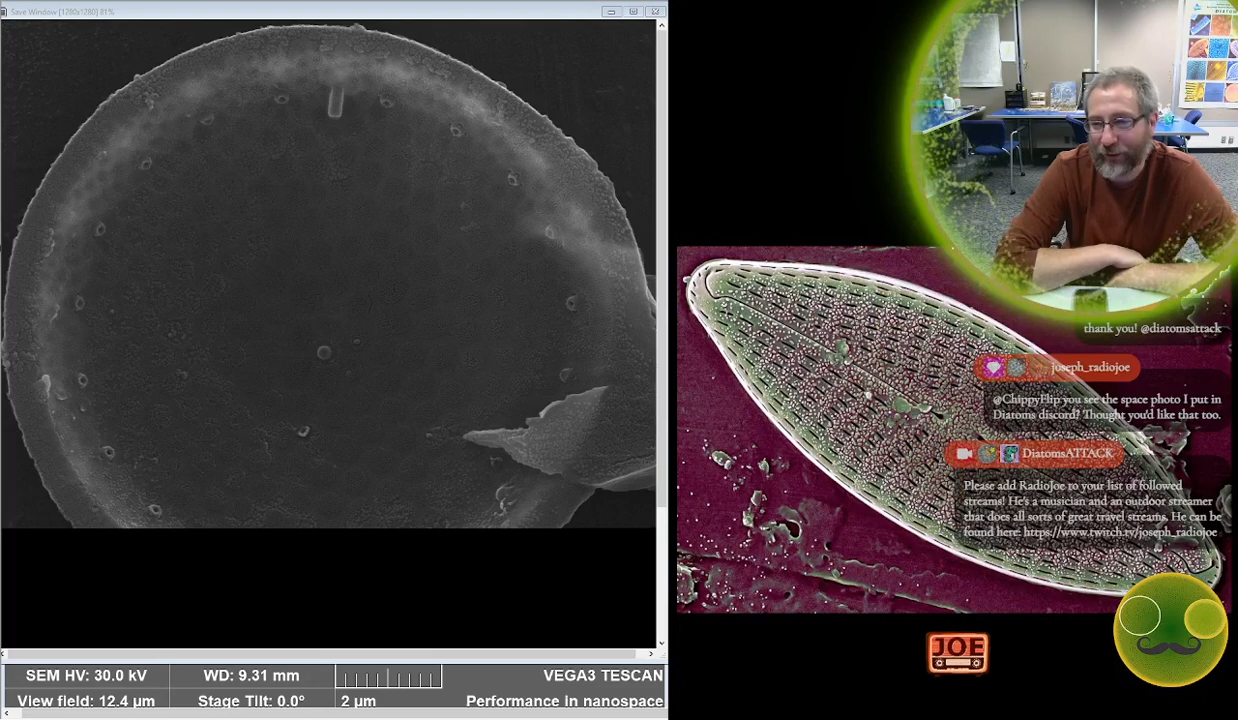 Save Window [1280x1280] 81%
thank you! @diatomsattack
joseph_radiojoe
@ChippyFlip you see the space photo I put in
Diatoms discord? Thought you'd like that too.
DiatomsATTACK
Please add RadioJoe to your list of followed
streams! He's a musician and an outdoor streamer
that does all sorts of great travel streams. He can be
found here: https://www.twitch.tv/joseph_radiojoe
JOE
SEM HV: 30.0 kV
WD: 9.31 mm
VEGA3 TESCAN
View field: 12.4 µm
Stage Tilt: 0.0°
2 µm
Performance in nanospace